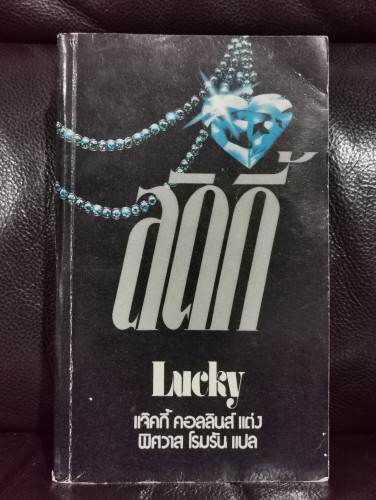 ลัคกี้
Lucky
แจ๊คกี้ คอลลินส์ แต่ง
พิศวาส โรมรัน แปล